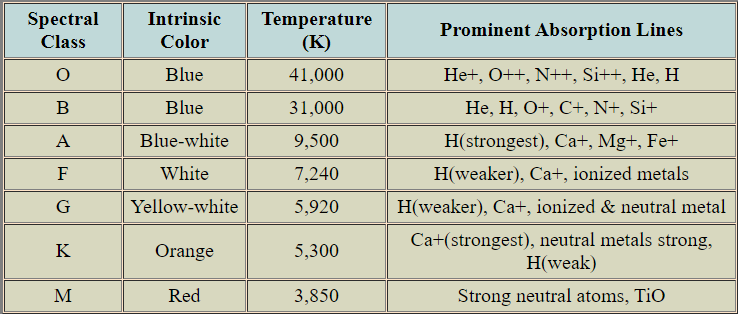 Spectral Class Intrinsic Color Temperature (K) Prominent Absorption Lines
O Blue 41,000 He+, O++, N++, Si++, He, H
B Blue 31,000 He, H, O+, C+, N+, Si+
A Blue-white 9,500 H(strongest), Ca+, Mg+, Fe+
F White 7,240 H(weaker), Ca+, ionized metals
G Yellow-white 5,920 H(weaker), Ca+, ionized & neutral metal
K Orange 5,300 Ca+(strongest), neutral metals strong, H(weak)
M Red 3,850 Strong neutral atoms, TiO